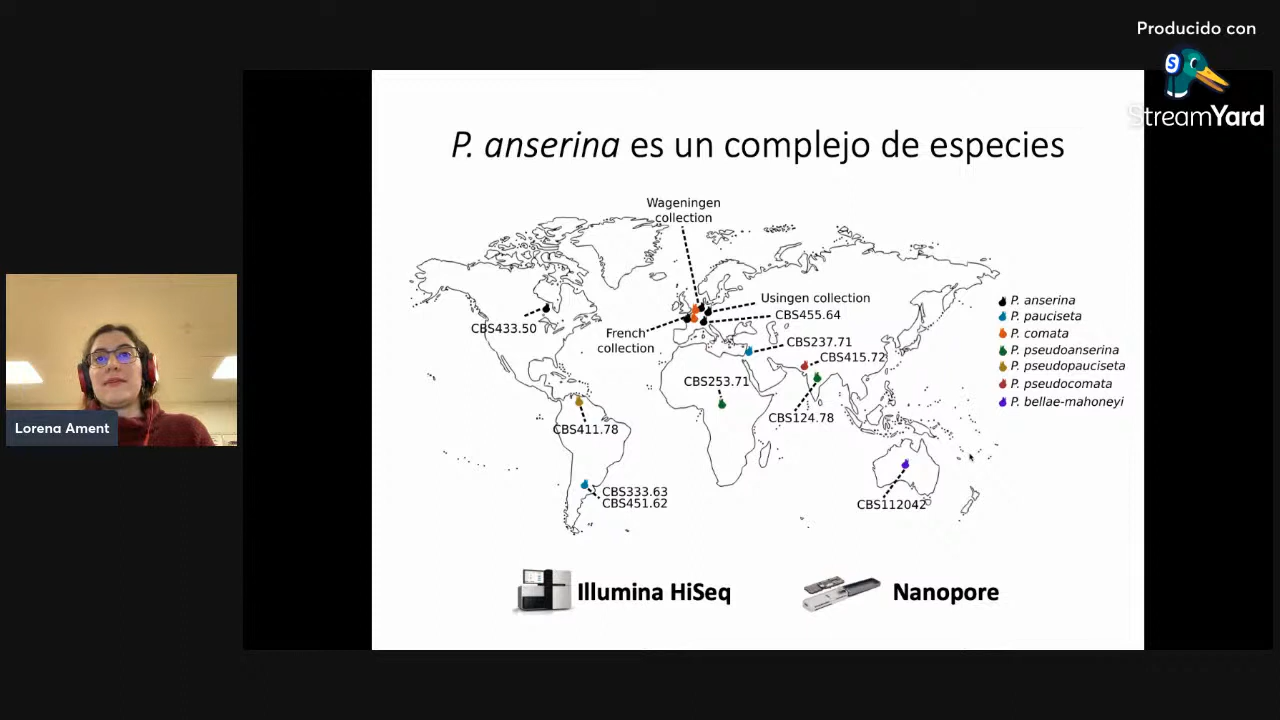 Producido con
S
StreamYard
P. anserina es un complejo de especies
Wageningen
collection
Usingen collection
CBS455.64
CBS433.50
French
collection
CBS237.71
CBS415.72
CBS253.71
CBS124.78
CBS411.78
CBS333.63
CBS451.62
CBS112042
P. anserina
P. pauciseta
P. comata
P. pseudoanserina
P. pseudopauciseta
P. pseudocomata
P. bellae-mahoneyi
Lorena Ament
Illumina HiSeq
Nanopore